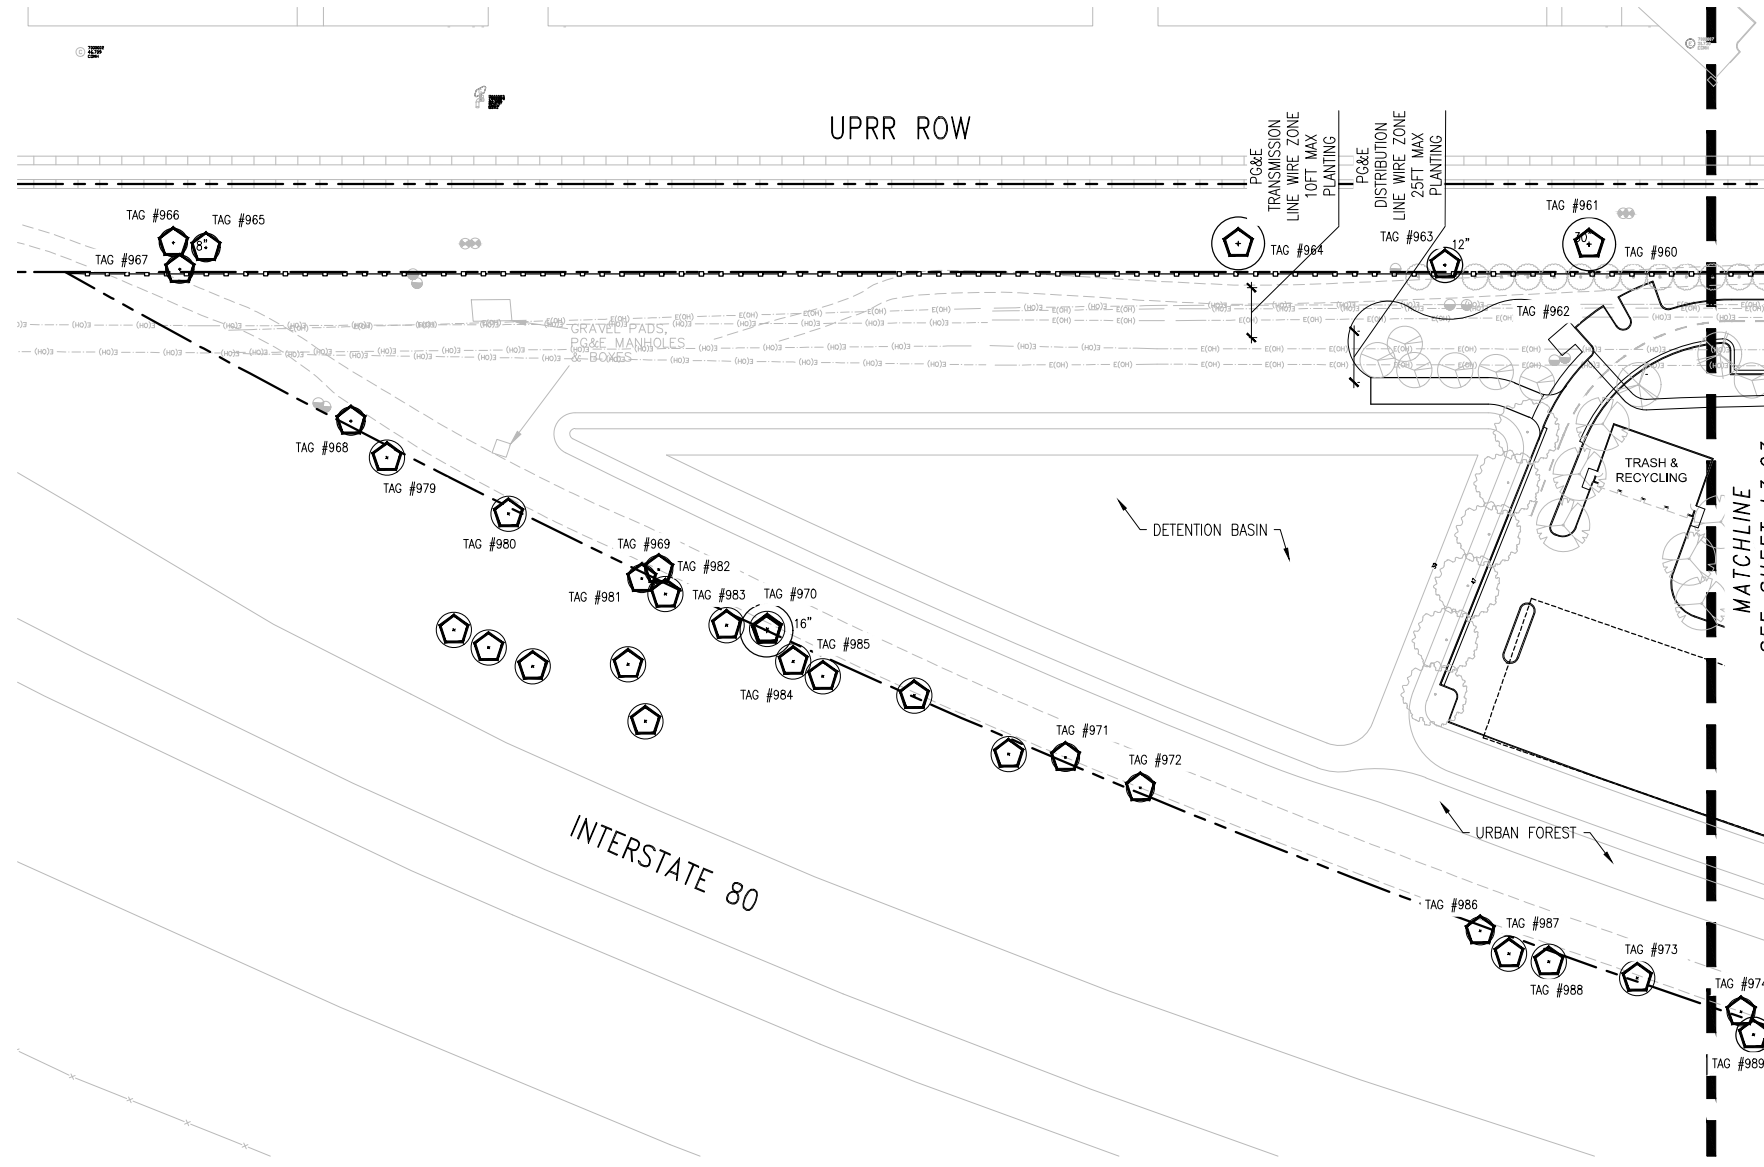 UPRR ROW
PG&E
TRANSMISSION
LINE WIRE ZONE
10FT MAX
PLANTING
PG&E
DISTRIBUTION
LINE WIRE ZONE
25FT MAX
PLANTING
TAG #966
TAG #965
8"
TAG #967
TAG #964
TAG #963
12"
TAG #961
TAG #960
TAG #962
GRAVEL PADS,
PG&E MANHOLES
& BOXES
E(OH)
TAG #968
TAG #979
TAG #980
TRASH &
RECYCLING
DETENTION BASIN
MATCHLINE
TAG #969
TAG #982
TAG #981
TAG #983
TAG #970
16"
TAG #985
TAG #984
TAG #971
TAG #972
INTERSTATE 80
URBAN FOREST
TAG #986
TAG #987
TAG #973
TAG #988
TAG #974
TAG #989